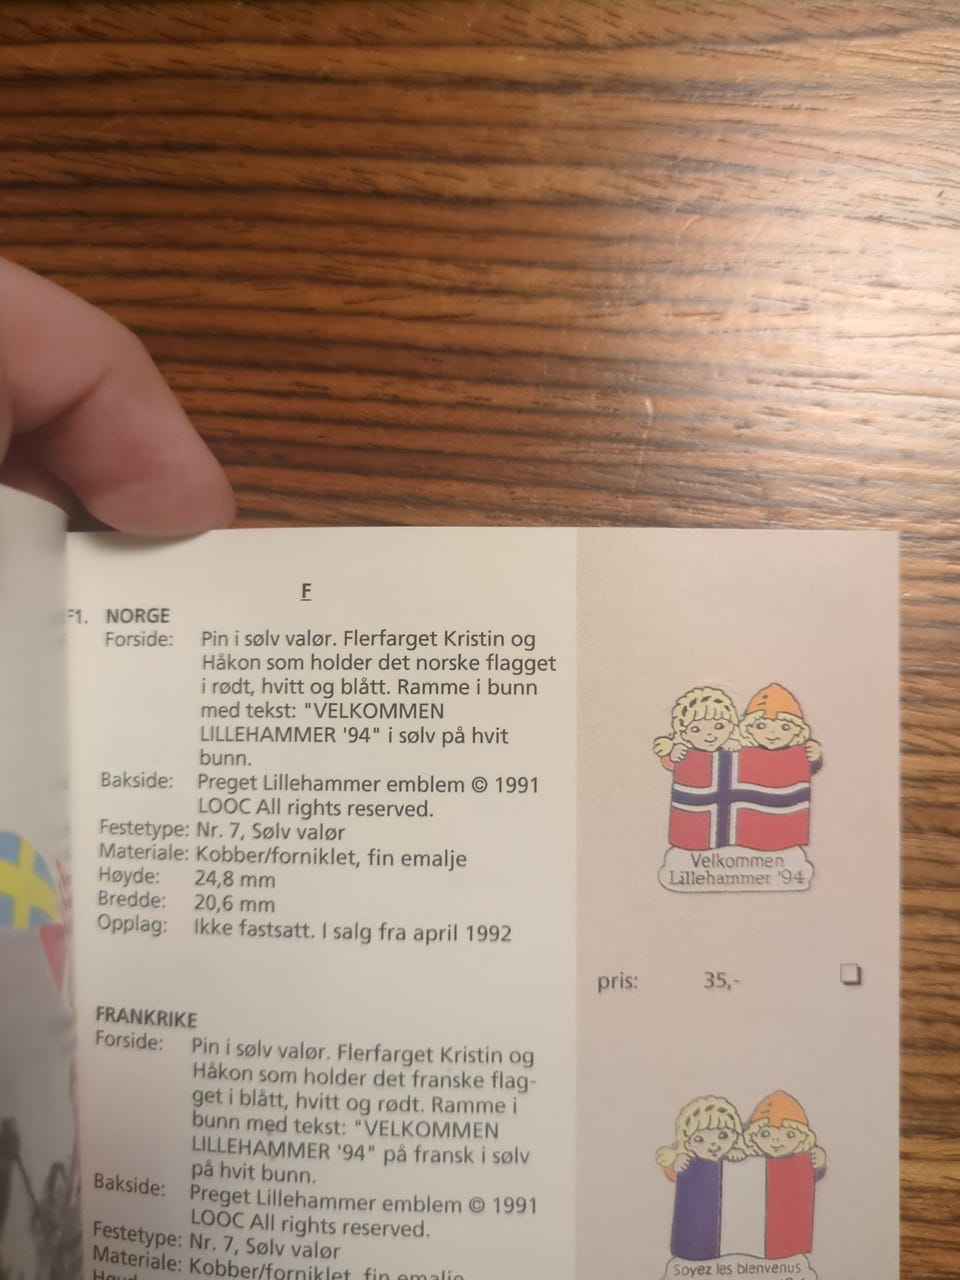 F
F1. NORGE
Forside: Pin i sølv valør. Flerfarget Kristin og
Håkon som holder det norske flagget
i rødt, hvitt og blått. Ramme i bunn
med tekst: "VELKOMMEN
LILLEHAMMER '94" i sølv på hvit
bunn.
Bakside: Preget Lillehammer emblem © 1991
LOOC All rights reserved.
Festetype: Nr. 7, Sølv valør
Materiale: Kobber/forniklet, fin emalje
Høyde: 24,8 mm
Bredde: 20,6 mm
Opplag: Ikke fastsatt. I salg fra april 1992
Velkommen
Lillehammer '94
pris: 35,-
FRANKRIKE
Forside: Pin i sølv valør. Flerfarget Kristin og
Håkon som holder det franske flag-
get i blått, hvitt og rødt. Ramme i
bunn med tekst: "VELKOMMEN
LILLEHAMMER '94" på fransk i sølv
på hvit bunn.
Bakside: Preget Lillehammer emblem © 1991
LOOC All rights reserved.
Festetype: Nr. 7, Sølv valør
Materiale: Kobber/forniklet, fin emalje
Soyez les bienvenus